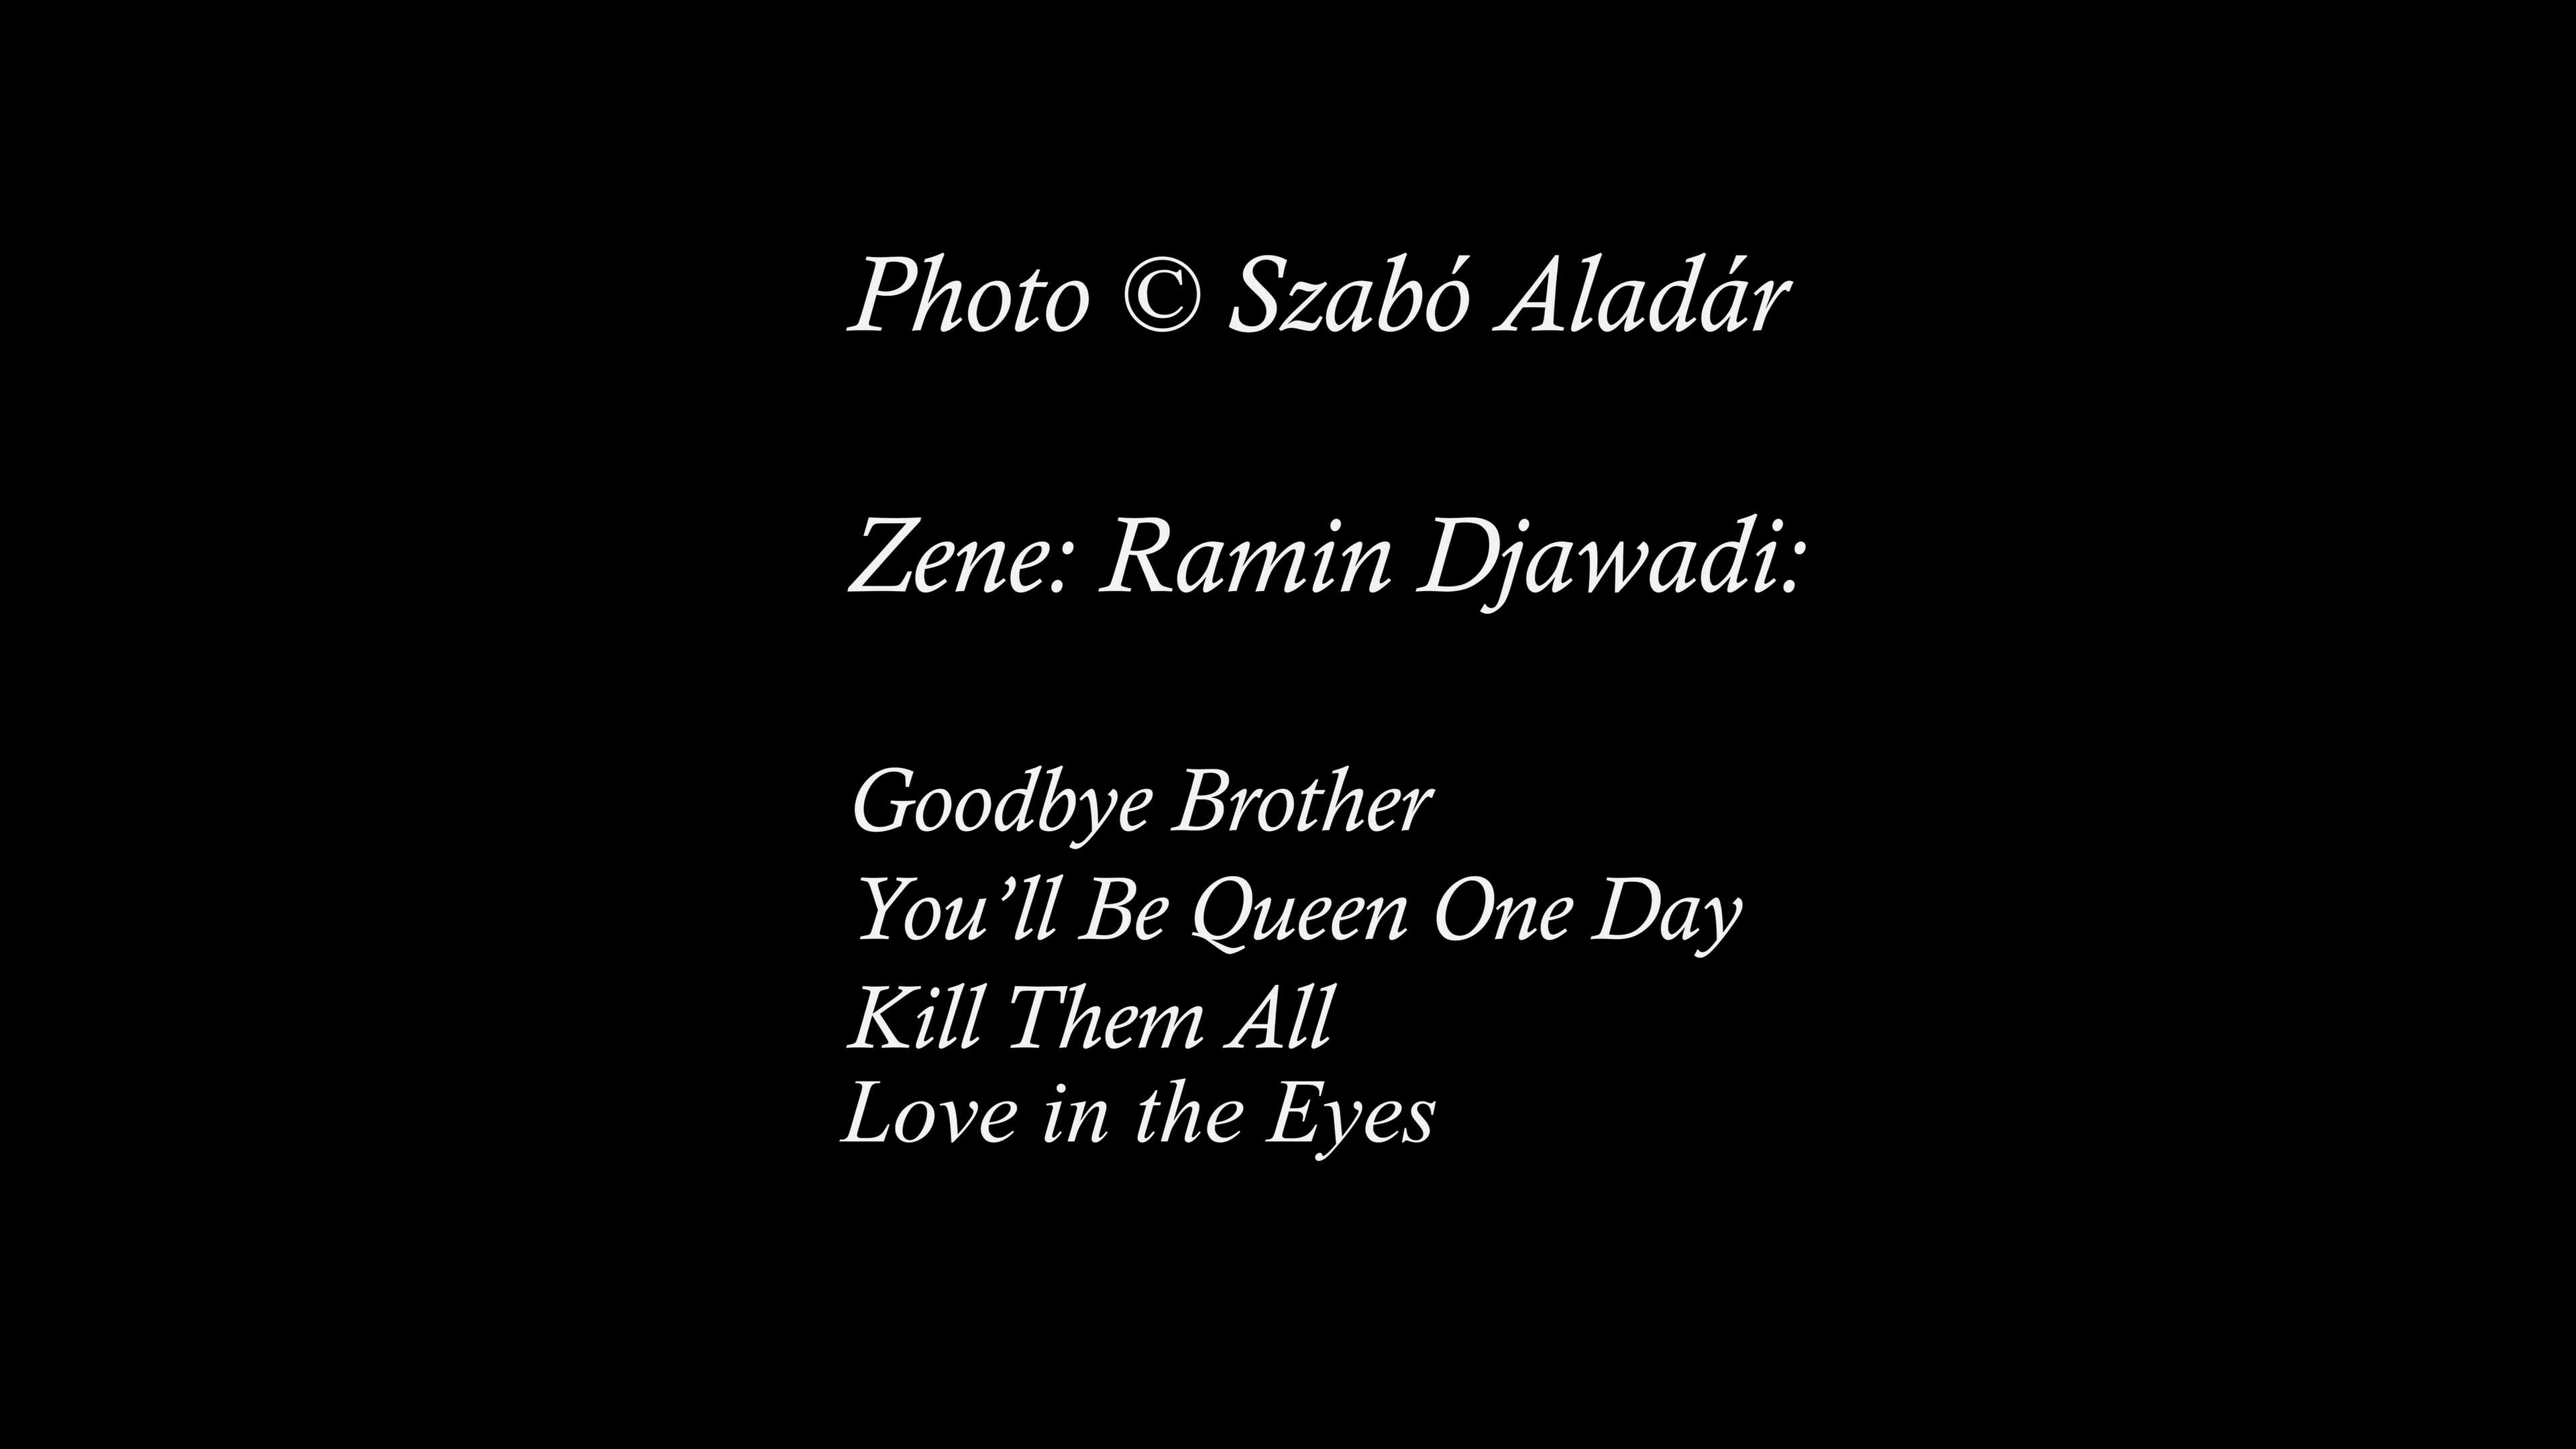 Photo © Szabó Aladár
Zene: Ramin Djawadi:
Goodbye Brother
You’ll Be Queen One Day
Kill Them All
Love in the Eyes